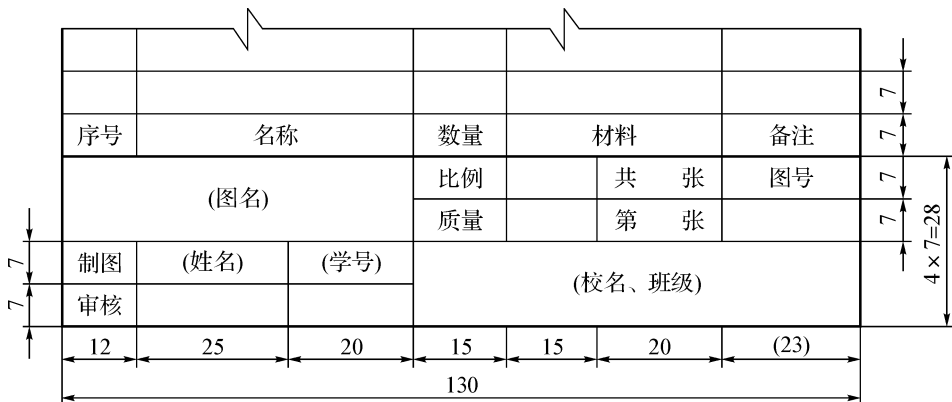 7
序号 名称 数量 材料 备注 7
(图名) 比例 共 张 图号 7
质量 第 张 7
4×7=28
7 制图 (姓名) (学号) (校名、班级)
7 审核
12 25 20 15 15 20 (23)
130